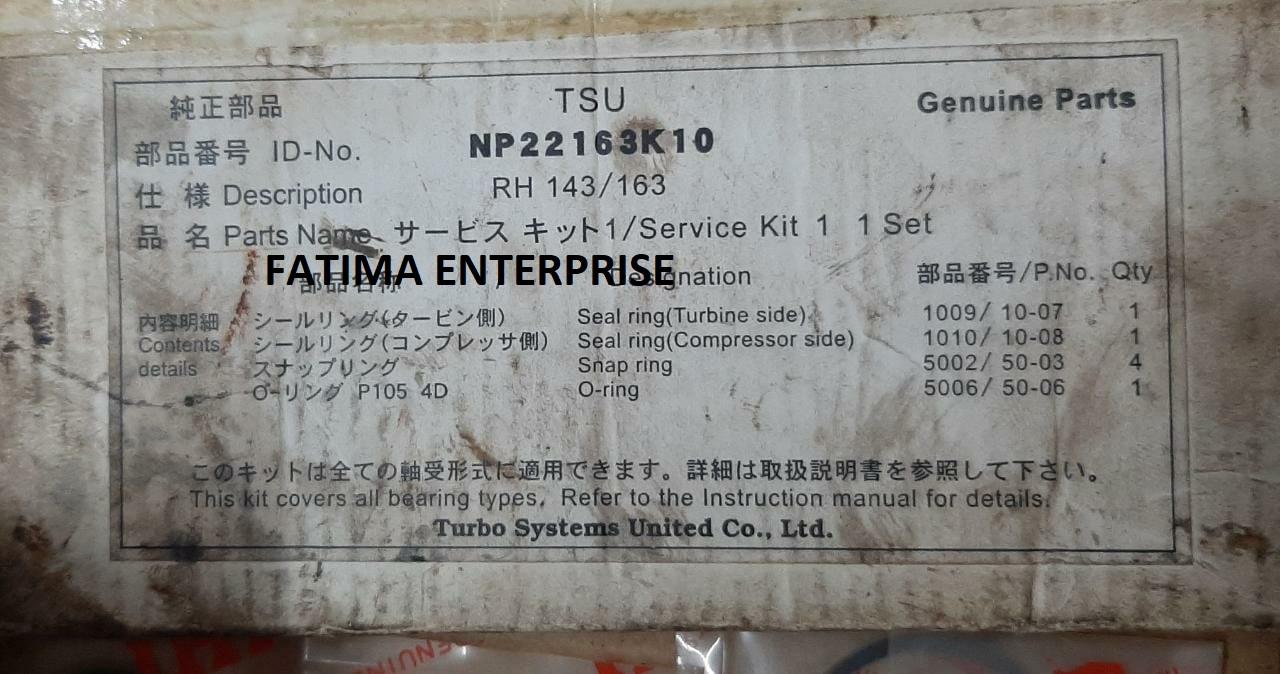 純正部品 TSU Genuine Parts
部品番号 ID-No. NP22163K10
仕 様 Description RH 143/163
品 名 Parts Name サービス キット1/Service Kit 1 1 Set
FATIMA ENTERPRISE
部品名称 / Designation 部品番号/P.No. Qty
内容明細 シールリング(タービン側) Seal ring(Turbine side) 1009/ 10-07 1
Contents シールリング(コンプレッサ側) Seal ring(Compressor side) 1010/ 10-08 1
details スナップリング Snap ring 5002/ 50-03 4
O-リング P105 4D O-ring 5006/ 50-06 1
このキットは全ての軸受形式に適用できます。詳細は取扱説明書を参照して下さい。
This kit covers all bearing types. Refer to the Instruction manual for details.
Turbo Systems United Co., Ltd.
GENUIN